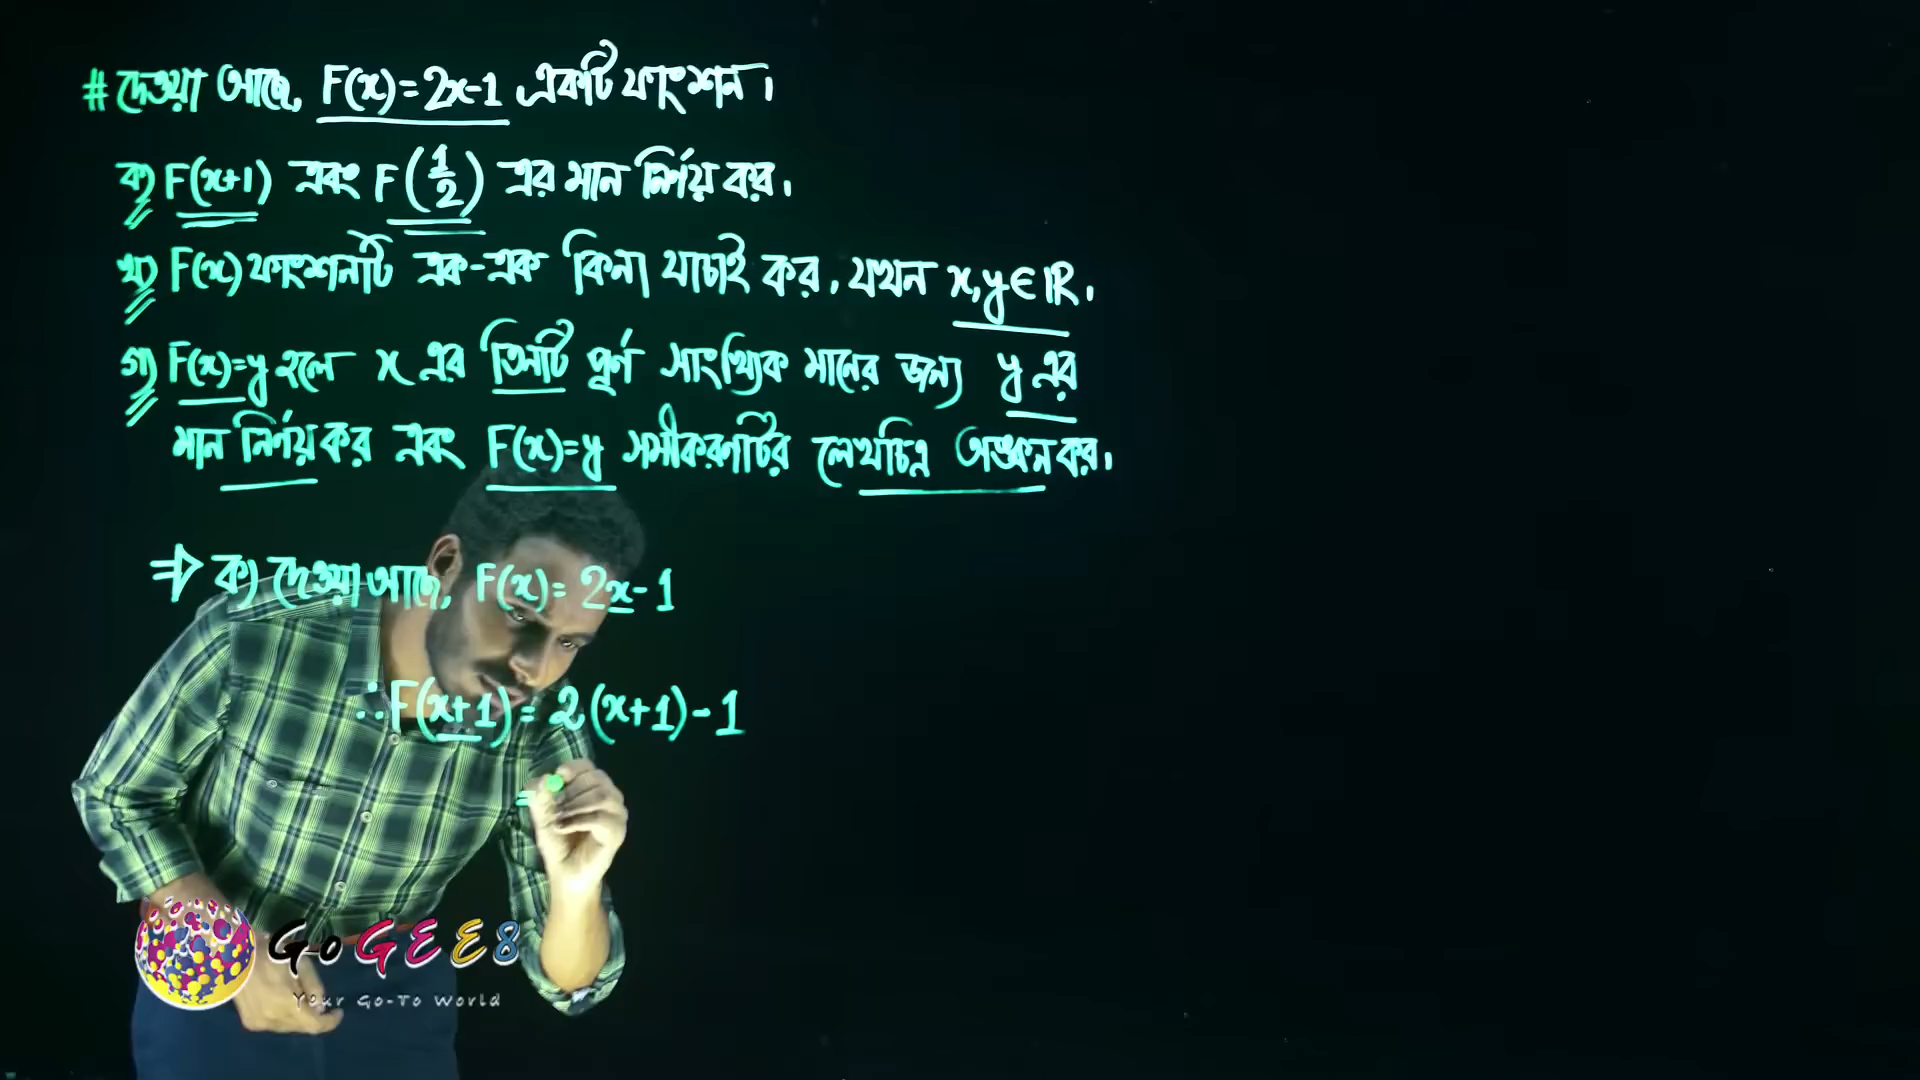 # দেওয়া আছে, F(x)=2x-1 একটি ফাংশন।
ক) F(x+1) এবং F(1/2) এর মান নির্ণয় কর।
খ) F(x) ফাংশনটি এক-এক কিনা যাচাই কর, যখন x,y∈ℝ।
গ) F(x)=y হলে x এর তিনটি পূর্ণ সাংখ্যিক মানের জন্য y এর
মান নির্ণয় কর এবং F(x)=y সমীকরণটির লেখচিত্র অঙ্কন কর।
⇒ ক) দেওয়া আছে, F(x)= 2x-1
∴ F(x+1) = 2(x+1)-1
=
GoGEE8
Your Go-To World